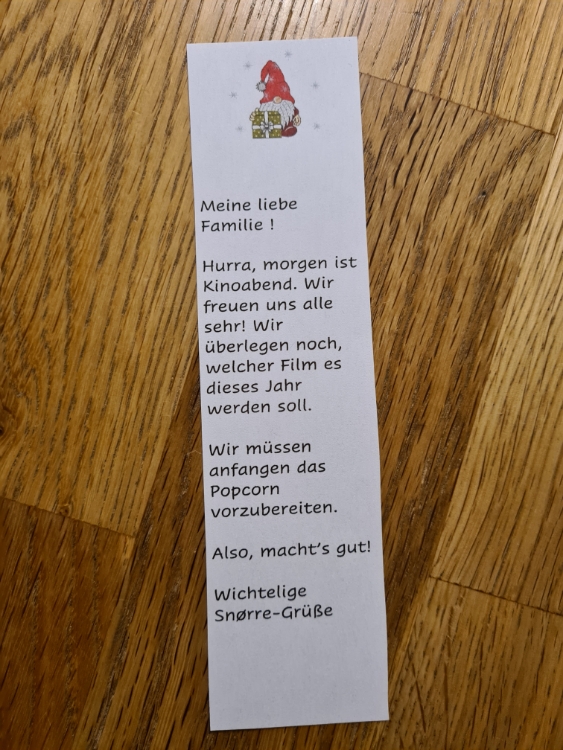 Meine liebe
Familie !
Hurra, morgen ist
Kinoabend. Wir
freuen uns alle
sehr! Wir
überlegen noch,
welcher Film es
dieses Jahr
werden soll.
Wir müssen
anfangen das
Popcorn
vorzubereiten.
Also, macht's gut!
Wichtelige
Snørre-Grüße